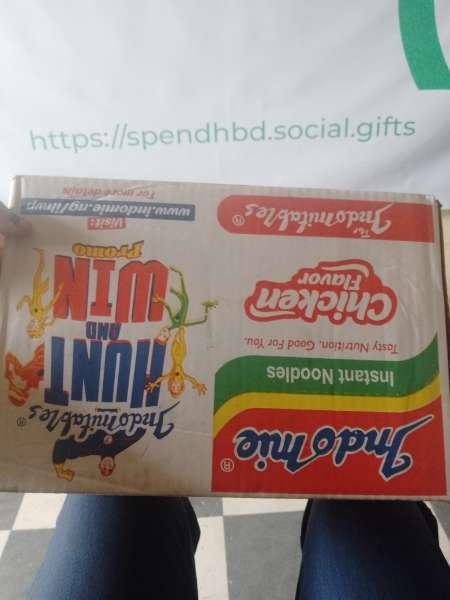 https://spendhbd.social.gifts
Indomie®
Instant Noodles
Tasty Nutrition, Good For You.
Chicken
Flavor
The
Indomitables®
Indomitables®
HUNT
AND
WIN
Promo
Visit:
www.indomie.ng/ihwp
For more details